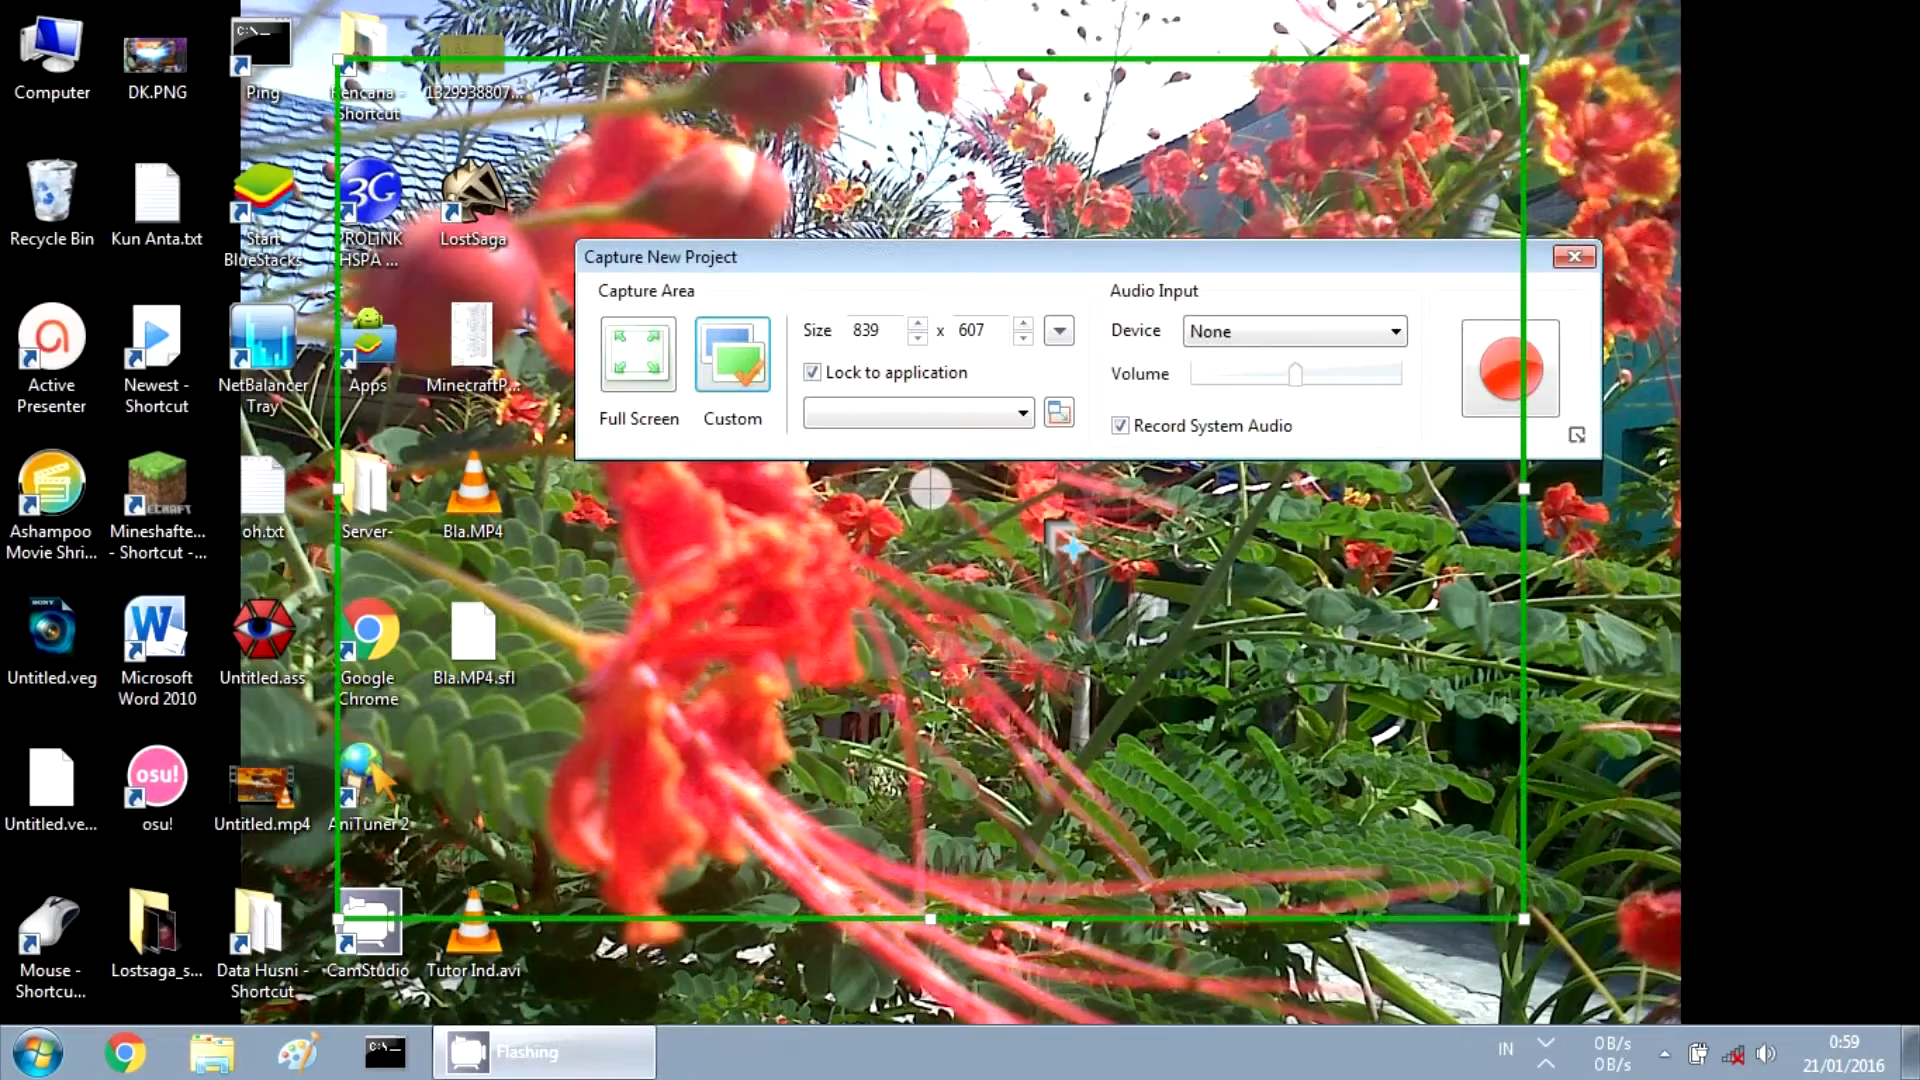 Computer
DK.PNG
C:\
Ping
Rencana -
Shortcut
1329938807...
Recycle Bin
Kun Anta.txt
Start
BlueStacks
3G
PROLINK
HSPA ...
LostSaga
Capture New Project
Capture Area
Size 839 x 607
Lock to application
Full Screen
Custom
Audio Input
Device None
Volume
Record System Audio
Active
Presenter
Newest -
Shortcut
NetBalancer
Tray
Apps
MinecraftP...
Ashampoo
Movie Shri...
Mineshafte...
- Shortcut -...
oh.txt
Server-
Bla.MP4
SONY
Untitled.veg
W
Microsoft
Word 2010
Untitled.ass
Google
Chrome
Bla.MP4.sfl
Untitled.ve...
osu!
osu!
Untitled.mp4
AniTuner 2
Mouse -
Shortcu...
Lostsaga_s...
Data Husni -
Shortcut
CamStudio
Tutor Ind.avi
C:\
Flashing
IN
0 B/s
0 B/s
0:59
21/01/2016